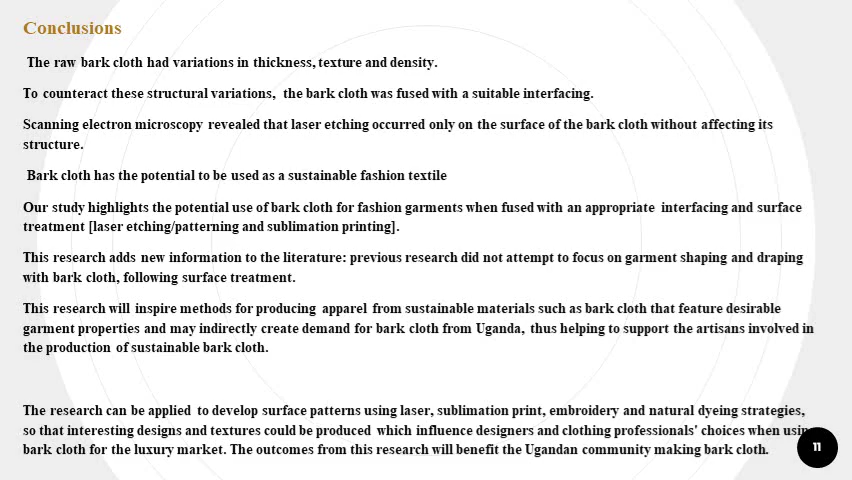 Conclusions
The raw bark cloth had variations in thickness, texture and density.
To counteract these structural variations, the bark cloth was fused with a suitable interfacing.
Scanning electron microscopy revealed that laser etching occurred only on the surface of the bark cloth without affecting its
structure.
Bark cloth has the potential to be used as a sustainable fashion textile
Our study highlights the potential use of bark cloth for fashion garments when fused with an appropriate interfacing and surface
treatment [laser etching/patterning and sublimation printing].
This research adds new information to the literature: previous research did not attempt to focus on garment shaping and draping
with bark cloth, following surface treatment.
This research will inspire methods for producing apparel from sustainable materials such as bark cloth that feature desirable
garment properties and may indirectly create demand for bark cloth from Uganda, thus helping to support the artisans involved in
the production of sustainable bark cloth.
The research can be applied to develop surface patterns using laser, sublimation print, embroidery and natural dyeing strategies,
so that interesting designs and textures could be produced which influence designers and clothing professionals' choices when using
bark cloth for the luxury market. The outcomes from this research will benefit the Ugandan community making bark cloth.
11